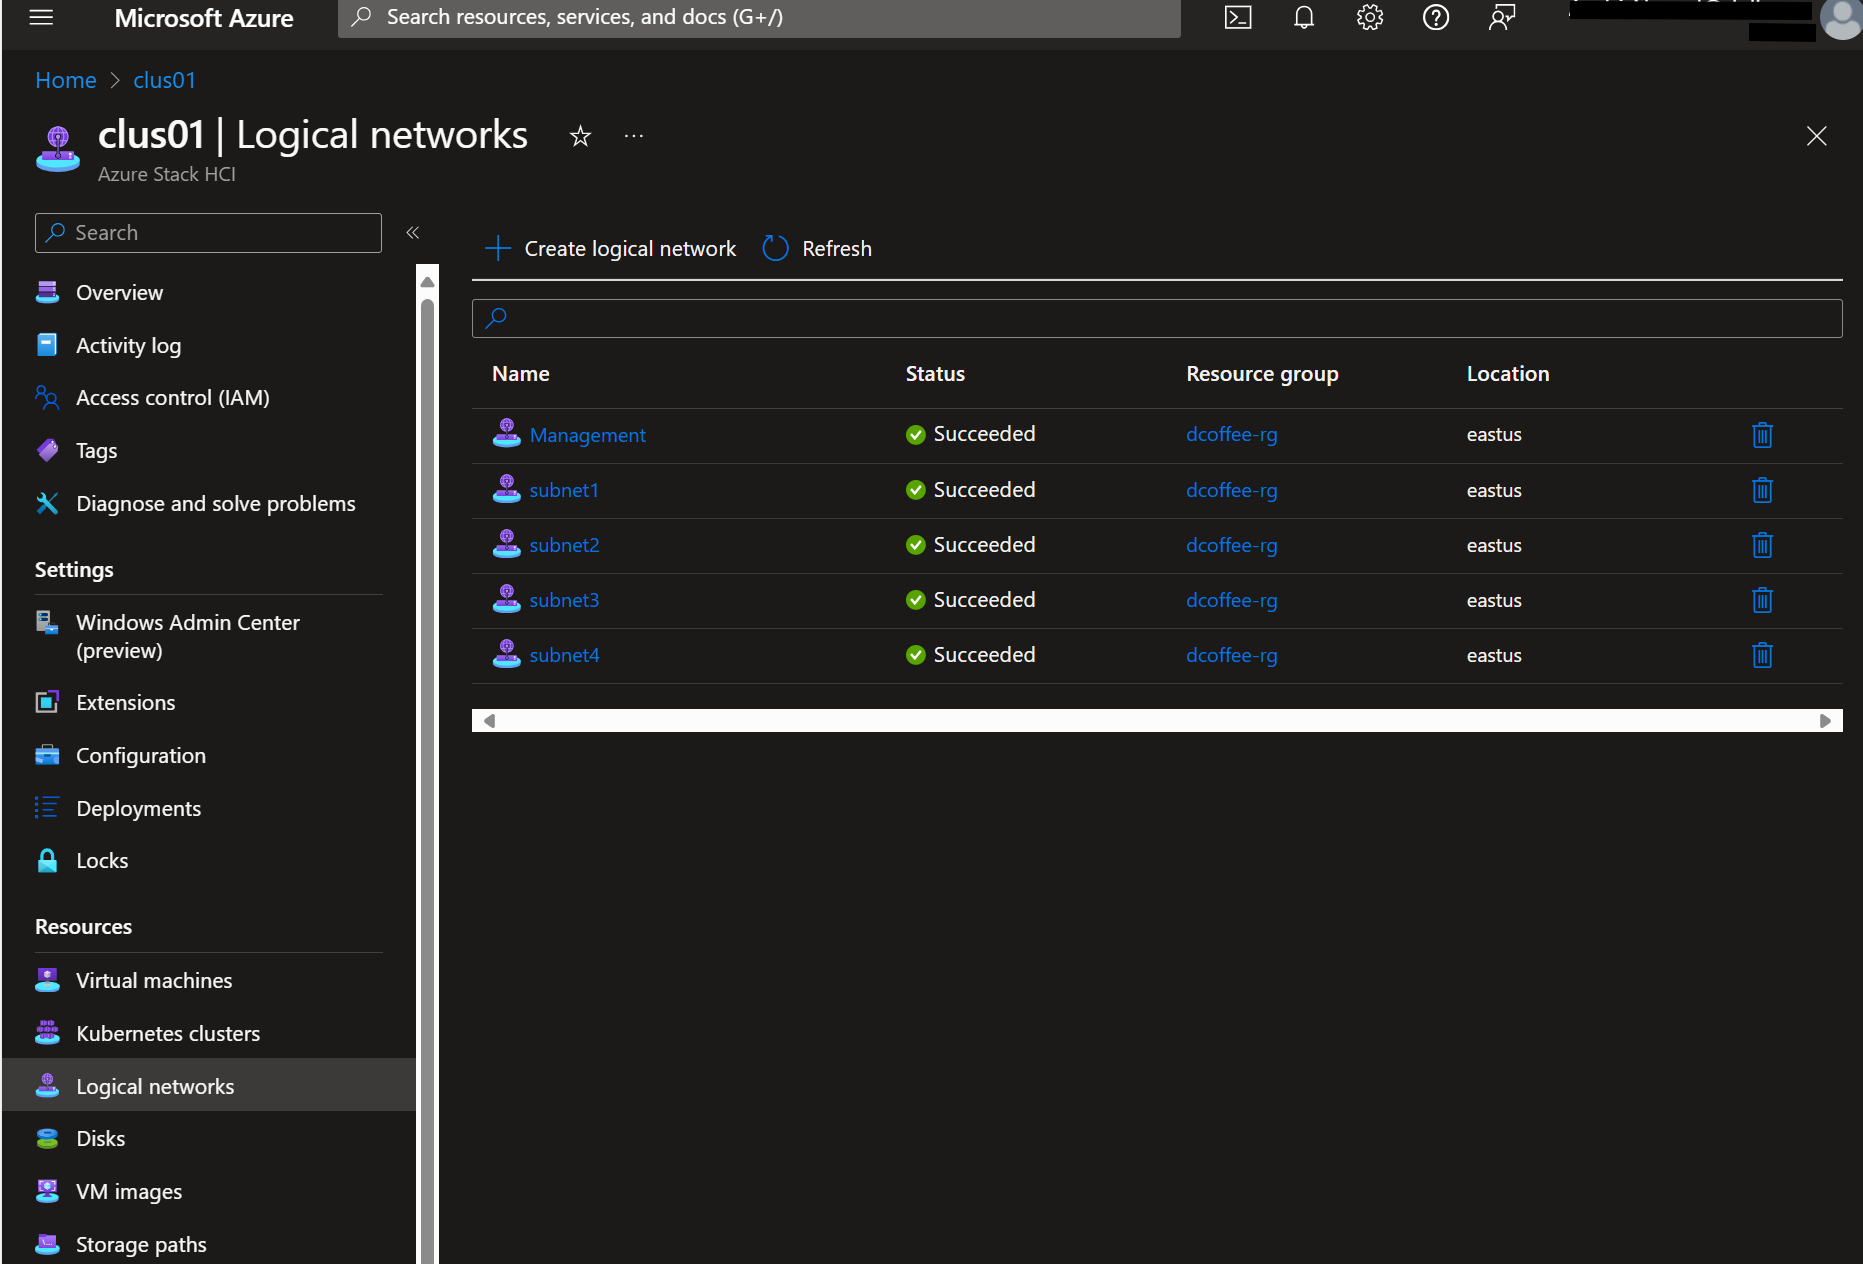 Microsoft Azure
Search resources, services, and docs (G+/)
Home > clus01
clus01 | Logical networks
Azure Stack HCI
Search
Overview
Activity log
Access control (IAM)
Tags
Diagnose and solve problems
Settings
Windows Admin Center
(preview)
Extensions
Configuration
Deployments
Locks
Resources
Virtual machines
Kubernetes clusters
Logical networks
Disks
VM images
Storage paths
Create logical network Refresh
Name Status Resource group Location
Management Succeeded dcoffee-rg eastus
subnet1 Succeeded dcoffee-rg eastus
subnet2 Succeeded dcoffee-rg eastus
subnet3 Succeeded dcoffee-rg eastus
subnet4 Succeeded dcoffee-rg eastus